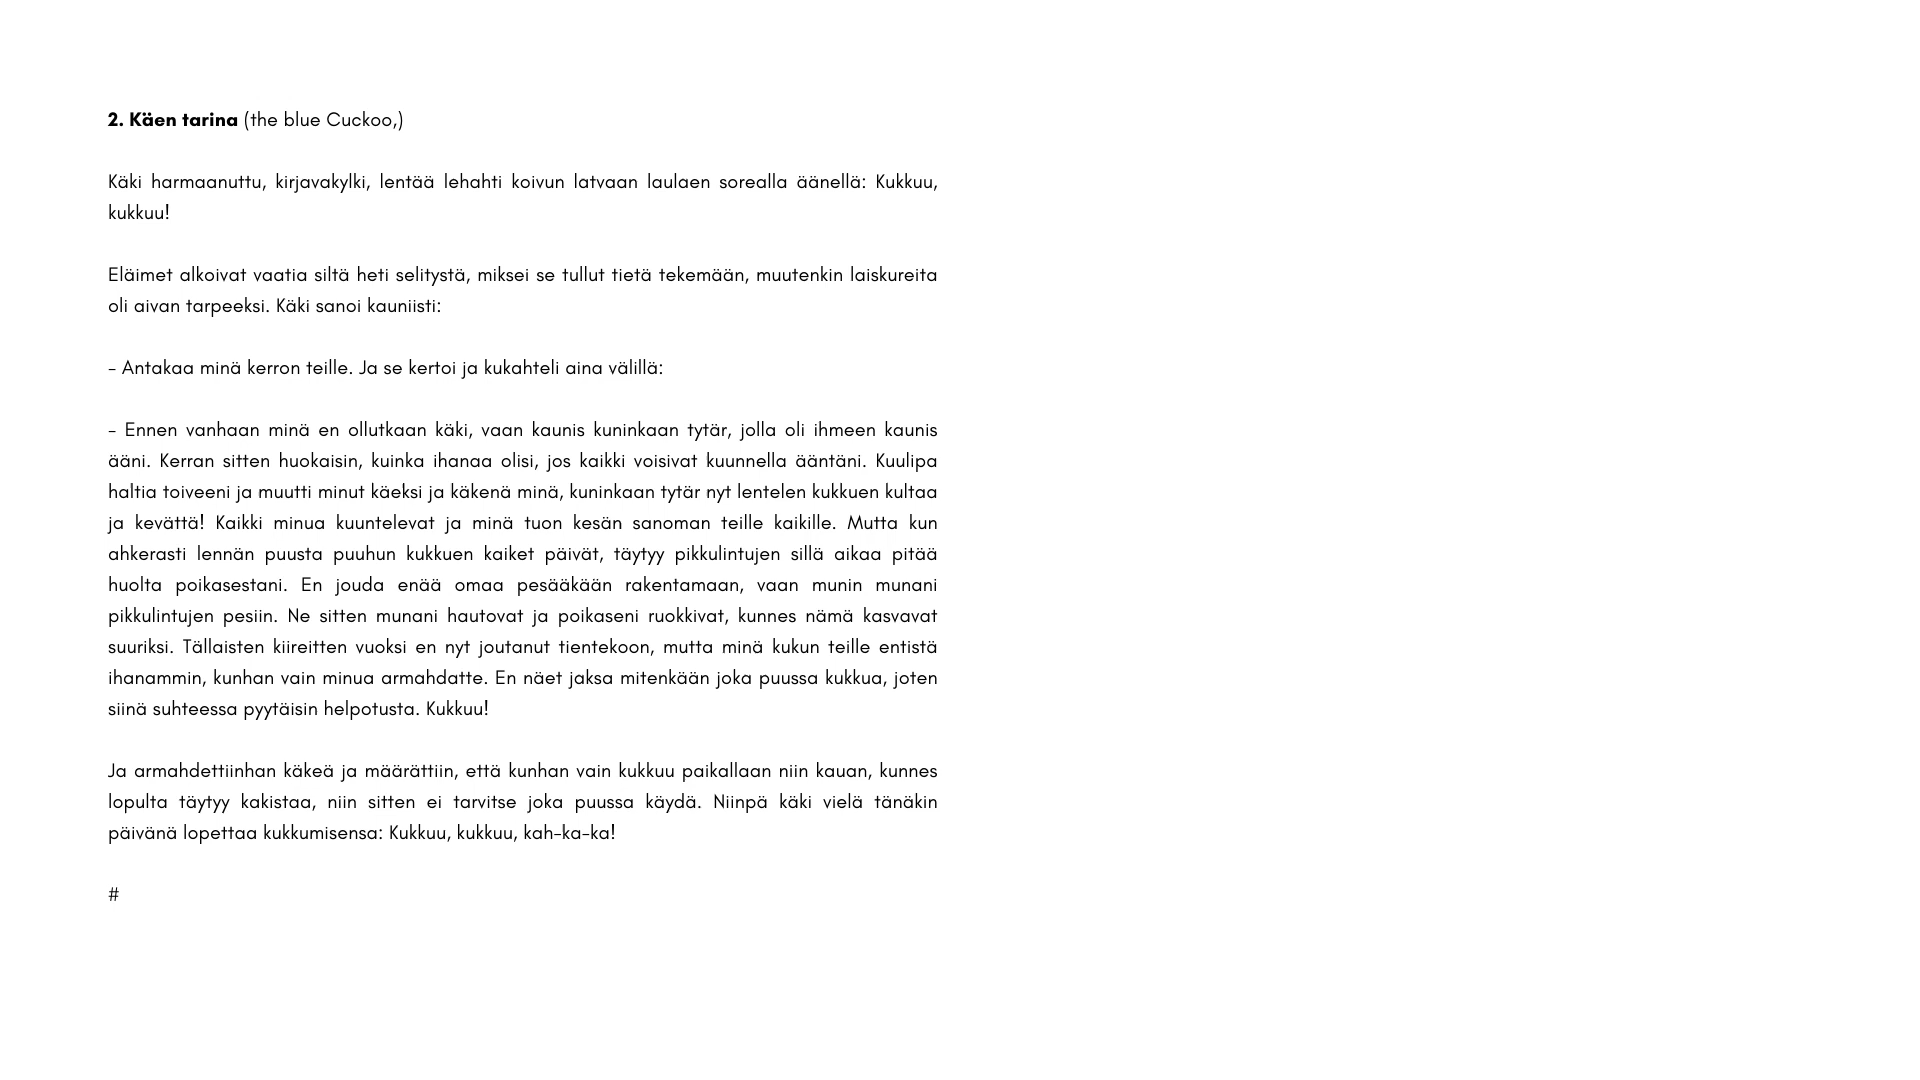 2. Käen tarina (the blue Cuckoo,)
Käki harmaanuttu, kirjavakylki, lentää lehahti koivun latvaan laulaen sorealla äänellä: Kukkuu,
kukkuu!
Eläimet alkoivat vaatia siltä heti selitystä, miksei se tullut tietä tekemään, muutenkin laiskureita
oli aivan tarpeeksi. Käki sanoi kauniisti:
- Antakaa minä kerron teille. Ja se kertoi ja kukahteli aina välillä:
- Ennen vanhaan minä en ollutkaan käki, vaan kaunis kuninkaan tytär, jolla oli ihmeen kaunis
ääni. Kerran sitten huokaisin, kuinka ihanaa olisi, jos kaikki voisivat kuunnella ääntäni. Kuulipa
haltia toiveeni ja muutti minut käeksi ja käkenä minä, kuninkaan tytär nyt lentelen kukkuen kultaa
ja kevättä! Kaikki minua kuuntelevat ja minä tuon kesän sanoman teille kaikille. Mutta kun
ahkerasti lennän puusta puuhun kukkuen kaiket päivät, täytyy pikkulintujen sillä aikaa pitää
huolta poikasestani. En jouda enää omaa pesääkään rakentamaan, vaan munin munani
pikkulintujen pesiin. Ne sitten munani hautovat ja poikaseni ruokkivat, kunnes nämä kasvavat
suuriksi. Tällaisten kiireitten vuoksi en nyt joutanut tientekoon, mutta minä kukun teille entistä
ihanammin, kunhan vain minua armahdatte. En näet jaksa mitenkään joka puussa kukkua, joten
siinä suhteessa pyytäisin helpotusta. Kukkuu!
Ja armahdettiinhan käkeä ja määrättiin, että kunhan vain kukkuu paikallaan niin kauan, kunnes
lopulta täytyy kakistaa, niin sitten ei tarvitse joka puussa käydä. Niinpä käki vielä tänäkin
päivänä lopettaa kukkumisensa: Kukkuu, kukkuu, kah-ka-ka!
#